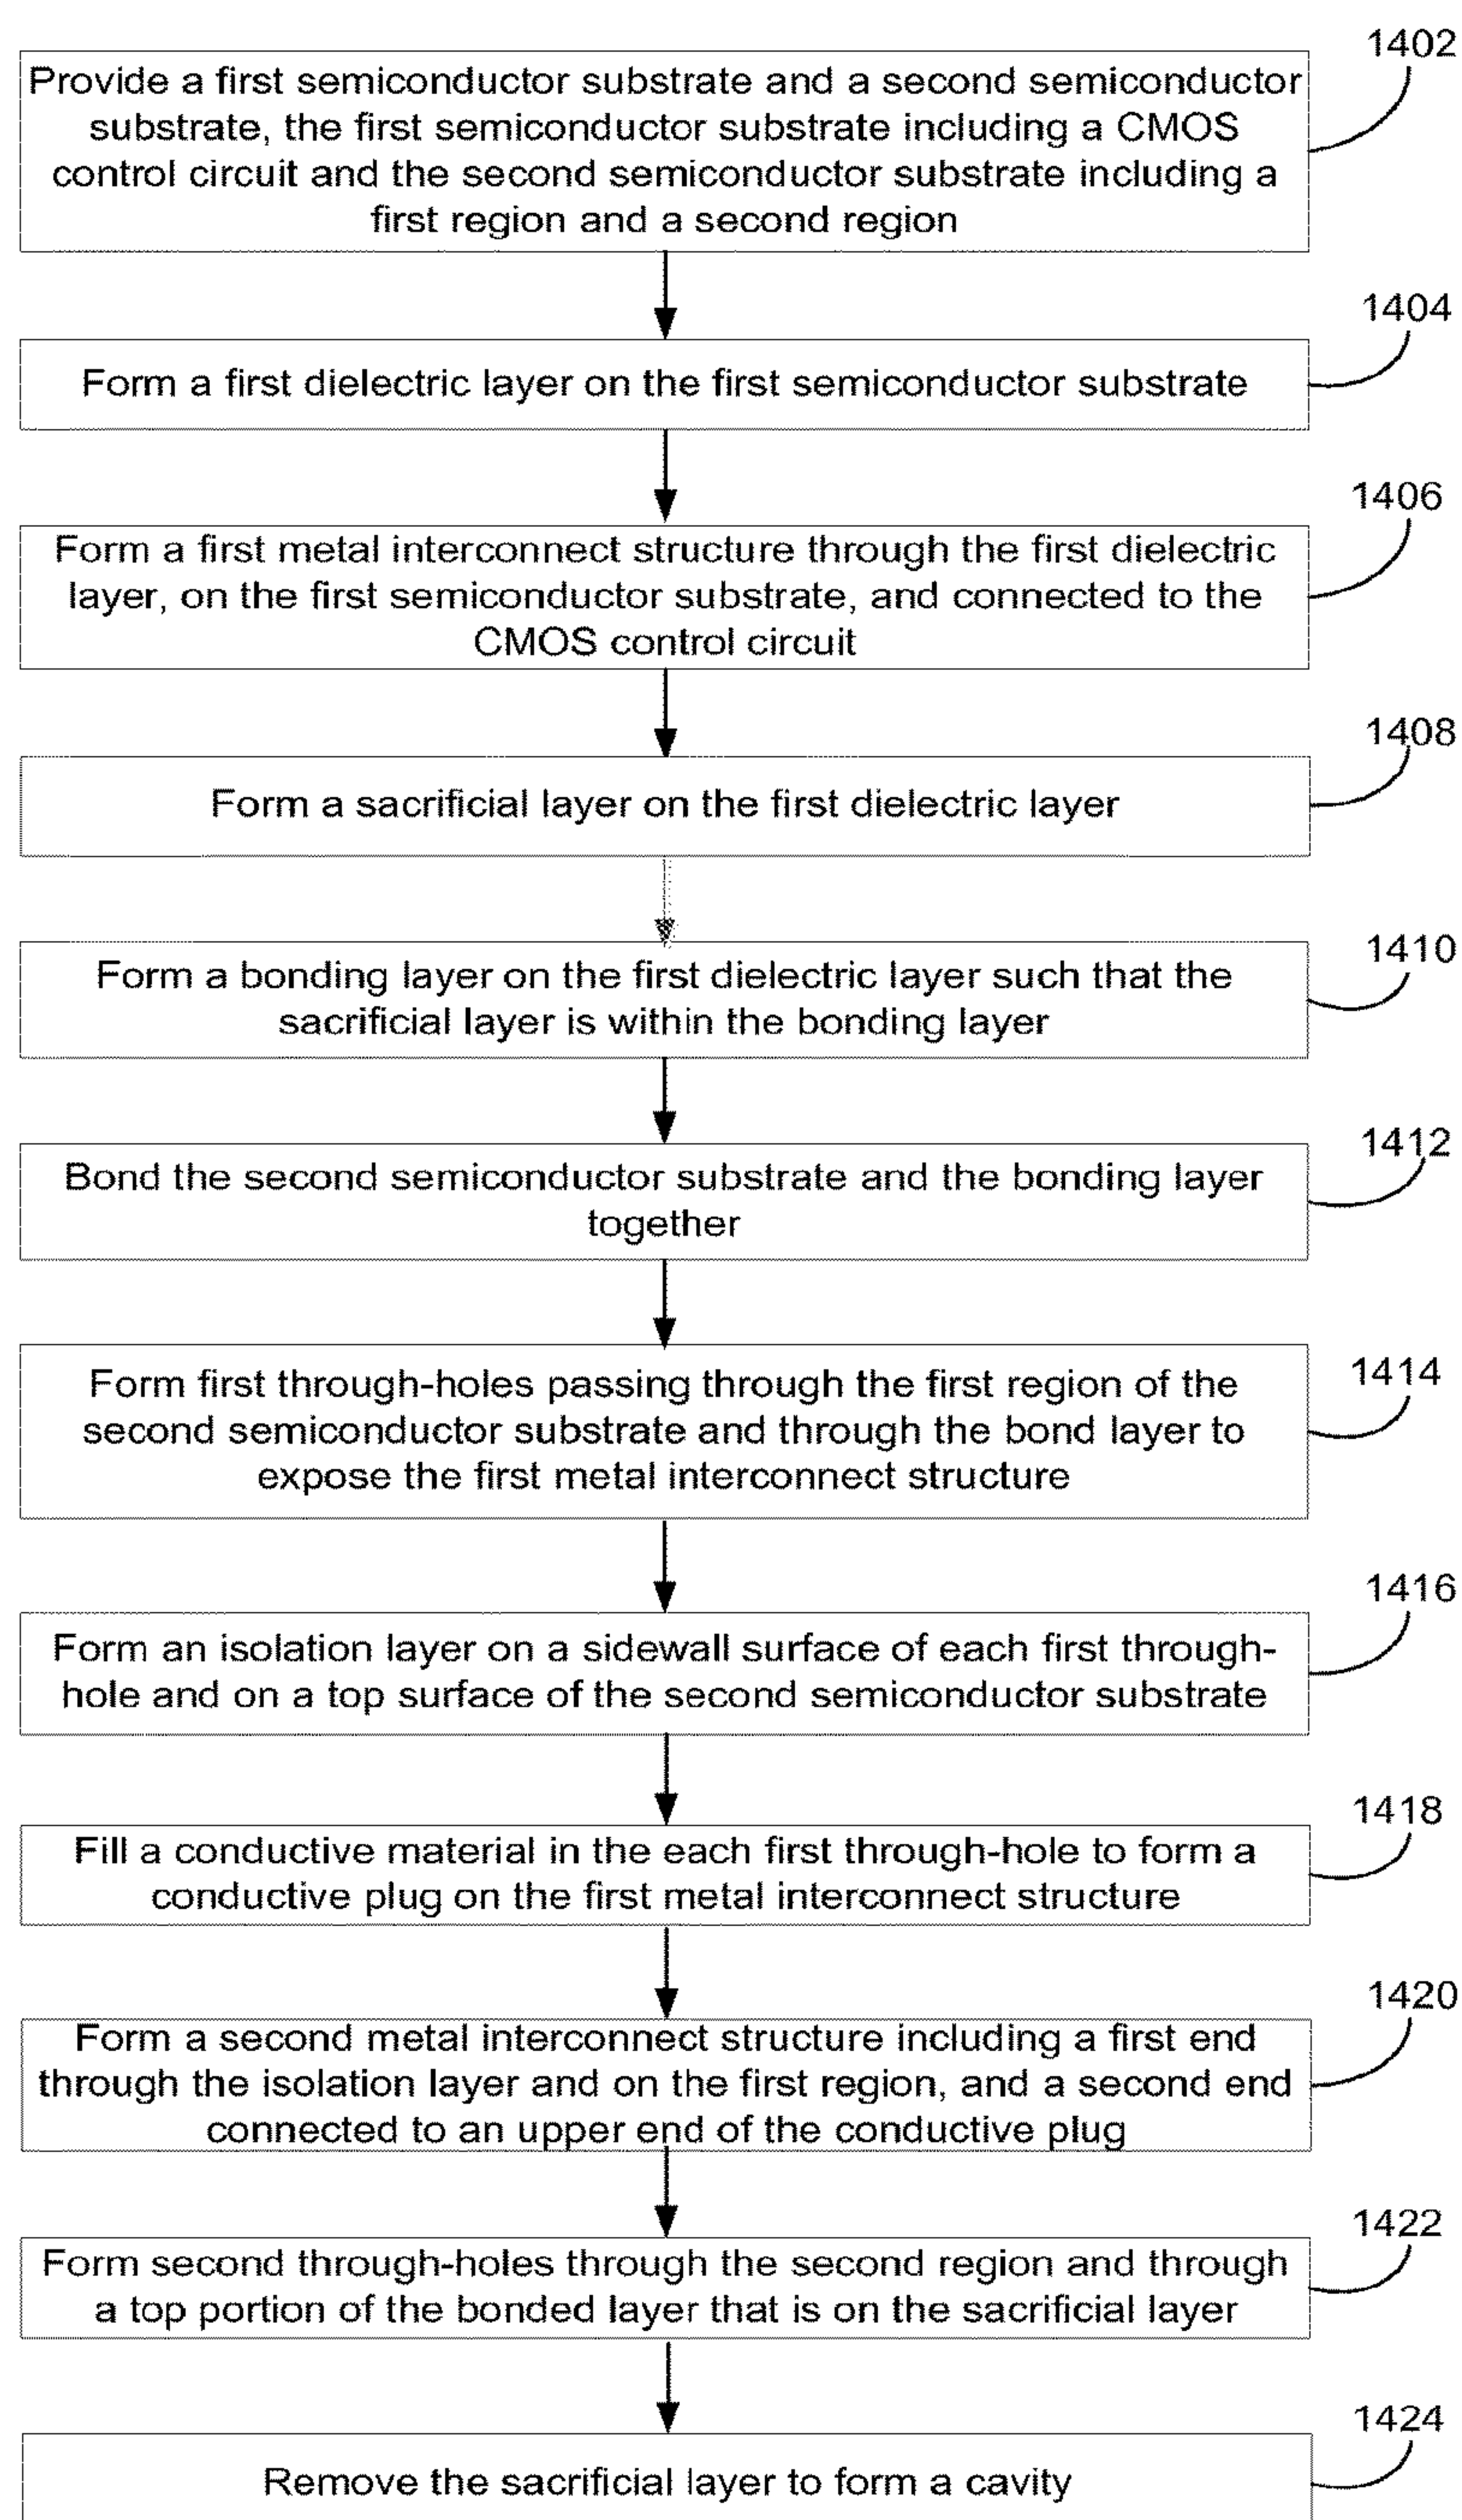 1402
Provide a first semiconductor substrate and a second semiconductor
substrate, the first semiconductor substrate including a CMOS
control circuit and the second semiconductor substrate including a
first region and a second region
1404
Form a first dielectric layer on the first semiconductor substrate
1406
Form a first metal interconnect structure through the first dielectric
layer, on the first semiconductor substrate, and connected to the
CMOS control circuit
1408
Form a sacrificial layer on the first dielectric layer
1410
Form a bonding layer on the first dielectric layer such that the
sacrificial layer is within the bonding layer
1412
Bond the second semiconductor substrate and the bonding layer
together
1414
Form first through-holes passing through the first region of the
second semiconductor substrate and through the bond layer to
expose the first metal interconnect structure
1416
Form an isolation layer on a sidewall surface of each first through-
hole and on a top surface of the second semiconductor substrate
1418
Fill a conductive material in the each first through-hole to form a
conductive plug on the first metal interconnect structure
1420
Form a second metal interconnect structure including a first end
through the isolation layer and on the first region, and a second end
connected to an upper end of the conductive plug
1422
Form second through-holes through the second region and through
a top portion of the bonded layer that is on the sacrificial layer
1424
Remove the sacrificial layer to form a cavity